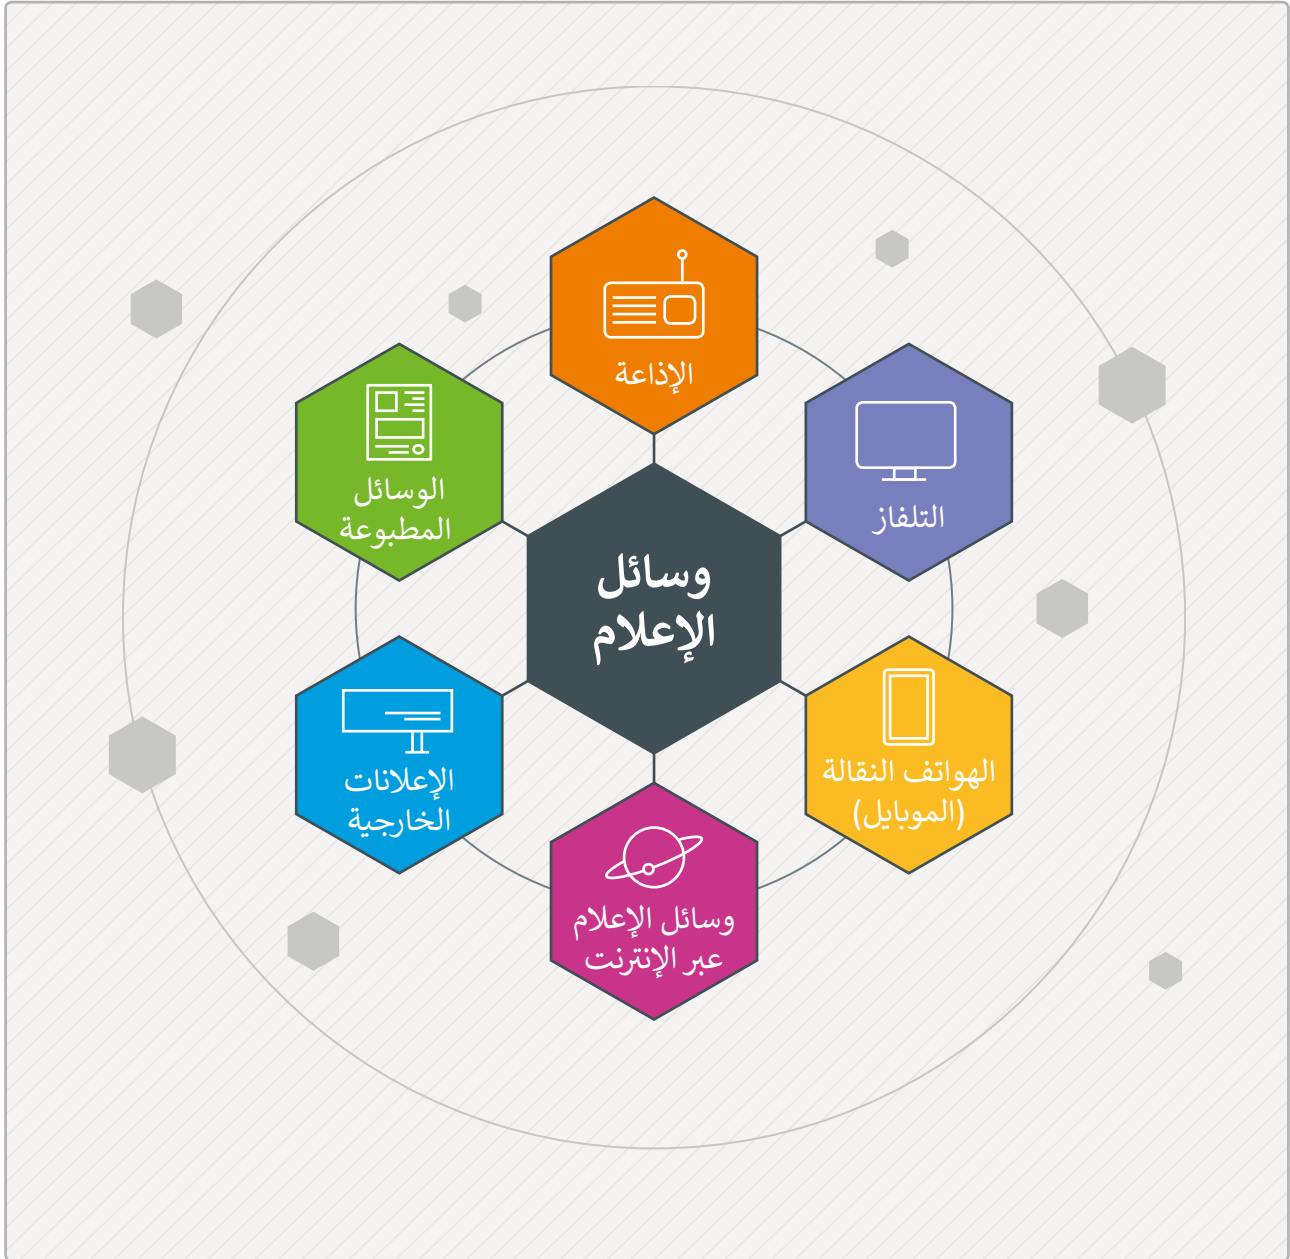 الإذاعة
التلفاز
الوسائل
المطبوعة
وسائل
الإعلام
الهواتف النقالة
(الموبايل)
الإعلانات
الخارجية
وسائل الإعلام
عبر الإنترنت